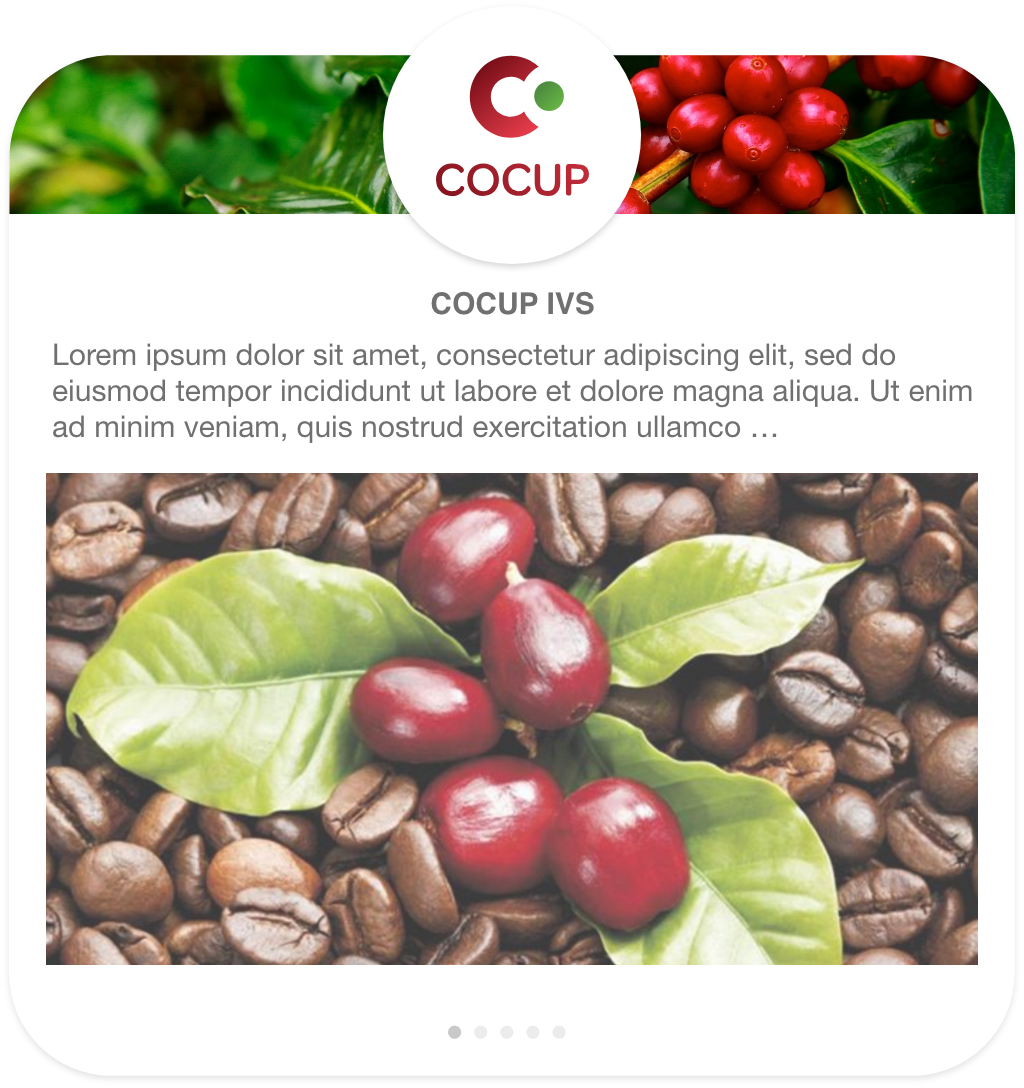 COCUP
COCUP IVS
Lorem ipsum dolor sit amet, consectetur adipiscing elit, sed do
eiusmod tempor incididunt ut labore et dolore magna aliqua. Ut enim
ad minim veniam, quis nostrud exercitation ullamco …